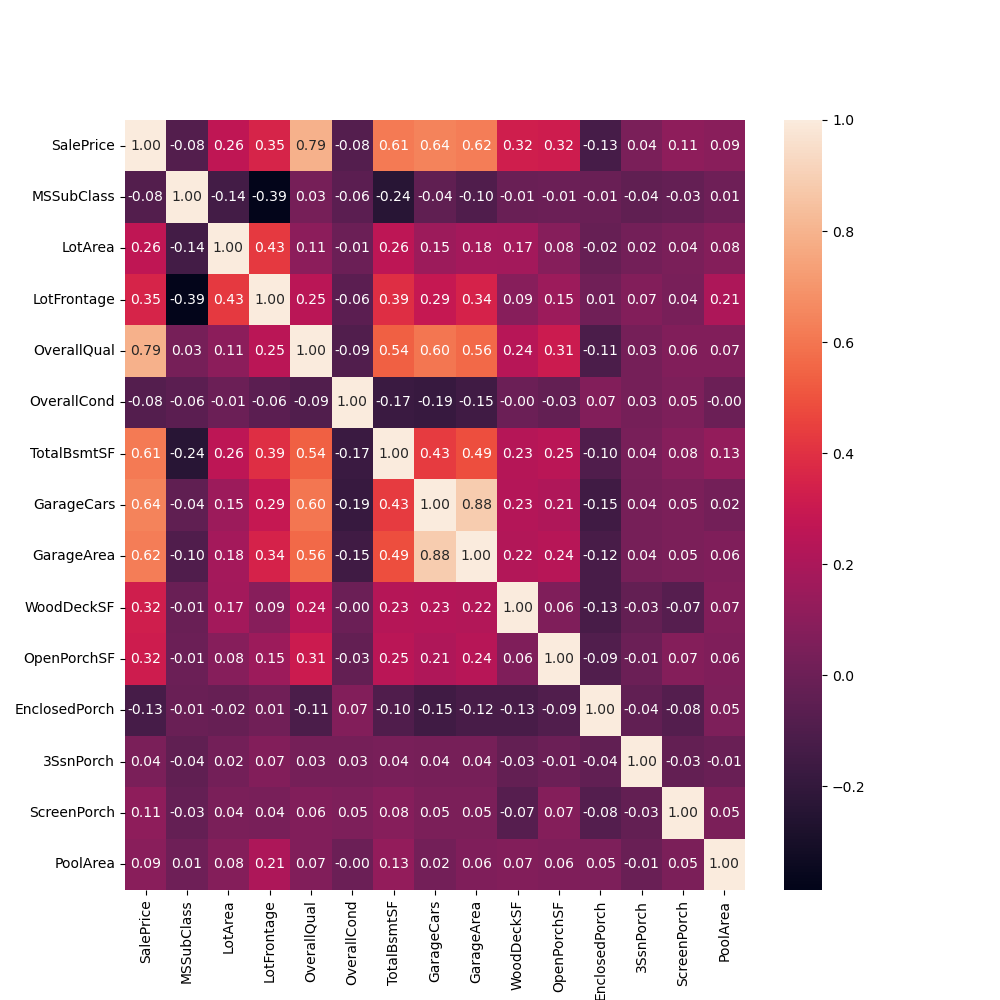 SalePrice 1.00 -0.08 0.26 0.35 0.79 -0.08 0.61 0.64 0.62 0.32 0.32 -0.13 0.04 0.11 0.09
MSSubClass -0.08 1.00 -0.14 -0.39 0.03 -0.06 -0.24 -0.04 -0.10 -0.01 -0.01 -0.01 -0.04 -0.03 0.01
LotArea 0.26 -0.14 1.00 0.43 0.11 -0.01 0.26 0.15 0.18 0.17 0.08 -0.02 0.02 0.04 0.08
LotFrontage 0.35 -0.39 0.43 1.00 0.25 -0.06 0.39 0.29 0.34 0.09 0.15 0.01 0.07 0.04 0.21
OverallQual 0.79 0.03 0.11 0.25 1.00 -0.09 0.54 0.60 0.56 0.24 0.31 -0.11 0.03 0.06 0.07
OverallCond -0.08 -0.06 -0.01 -0.06 -0.09 1.00 -0.17 -0.19 -0.15 -0.00 -0.03 0.07 0.03 0.05 -0.00
TotalBsmtSF 0.61 -0.24 0.26 0.39 0.54 -0.17 1.00 0.43 0.49 0.23 0.25 -0.10 0.04 0.08 0.13
GarageCars 0.64 -0.04 0.15 0.29 0.60 -0.19 0.43 1.00 0.88 0.23 0.21 -0.15 0.04 0.05 0.02
GarageArea 0.62 -0.10 0.18 0.34 0.56 -0.15 0.49 0.88 1.00 0.22 0.24 -0.12 0.04 0.05 0.06
WoodDeckSF 0.32 -0.01 0.17 0.09 0.24 -0.00 0.23 0.23 0.22 1.00 0.06 -0.13 -0.03 -0.07 0.07
OpenPorchSF 0.32 -0.01 0.08 0.15 0.31 -0.03 0.25 0.21 0.24 0.06 1.00 -0.09 -0.01 0.07 0.06
EnclosedPorch -0.13 -0.01 -0.02 0.01 -0.11 0.07 -0.10 -0.15 -0.12 -0.13 -0.09 1.00 -0.04 -0.08 0.05
3SsnPorch 0.04 -0.04 0.02 0.07 0.03 0.03 0.04 0.04 0.04 -0.03 -0.01 -0.04 1.00 -0.03 -0.01
ScreenPorch 0.11 -0.03 0.04 0.04 0.06 0.05 0.08 0.05 0.05 -0.07 0.07 -0.08 -0.03 1.00 0.05
PoolArea 0.09 0.01 0.08 0.21 0.07 -0.00 0.13 0.02 0.06 0.07 0.06 0.05 -0.01 0.05 1.00
SalePrice
MSSubClass
LotArea
LotFrontage
OverallQual
OverallCond
TotalBsmtSF
GarageCars
GarageArea
WoodDeckSF
OpenPorchSF
EnclosedPorch
3SsnPorch
ScreenPorch
PoolArea
1.0
0.8
0.6
0.4
0.2
0.0
−0.2